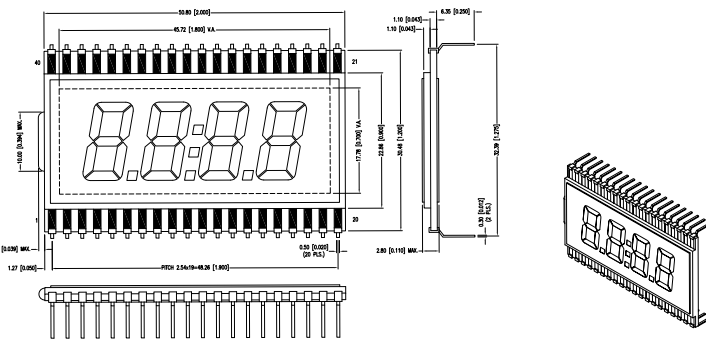 50.80 [2.000]
45.72 [1.800] V.A
40
21
10.00 [0.394] MAX.
17.78 [0.700] V.A
22.86 [0.900]
30.48 [1.200]
1
20
[0.039] MAX.
0.50 [0.020]
(20 PLS.)
1.27 [0.050]
PITCH 2.54x19=48.26 [1.900]
6.35 [0.250]
1.10 [0.043]
1.10 [0.043]
32.39 [1.275]
0.30 [0.012]
(2 PLS.)
2.80 [0.110] MAX.